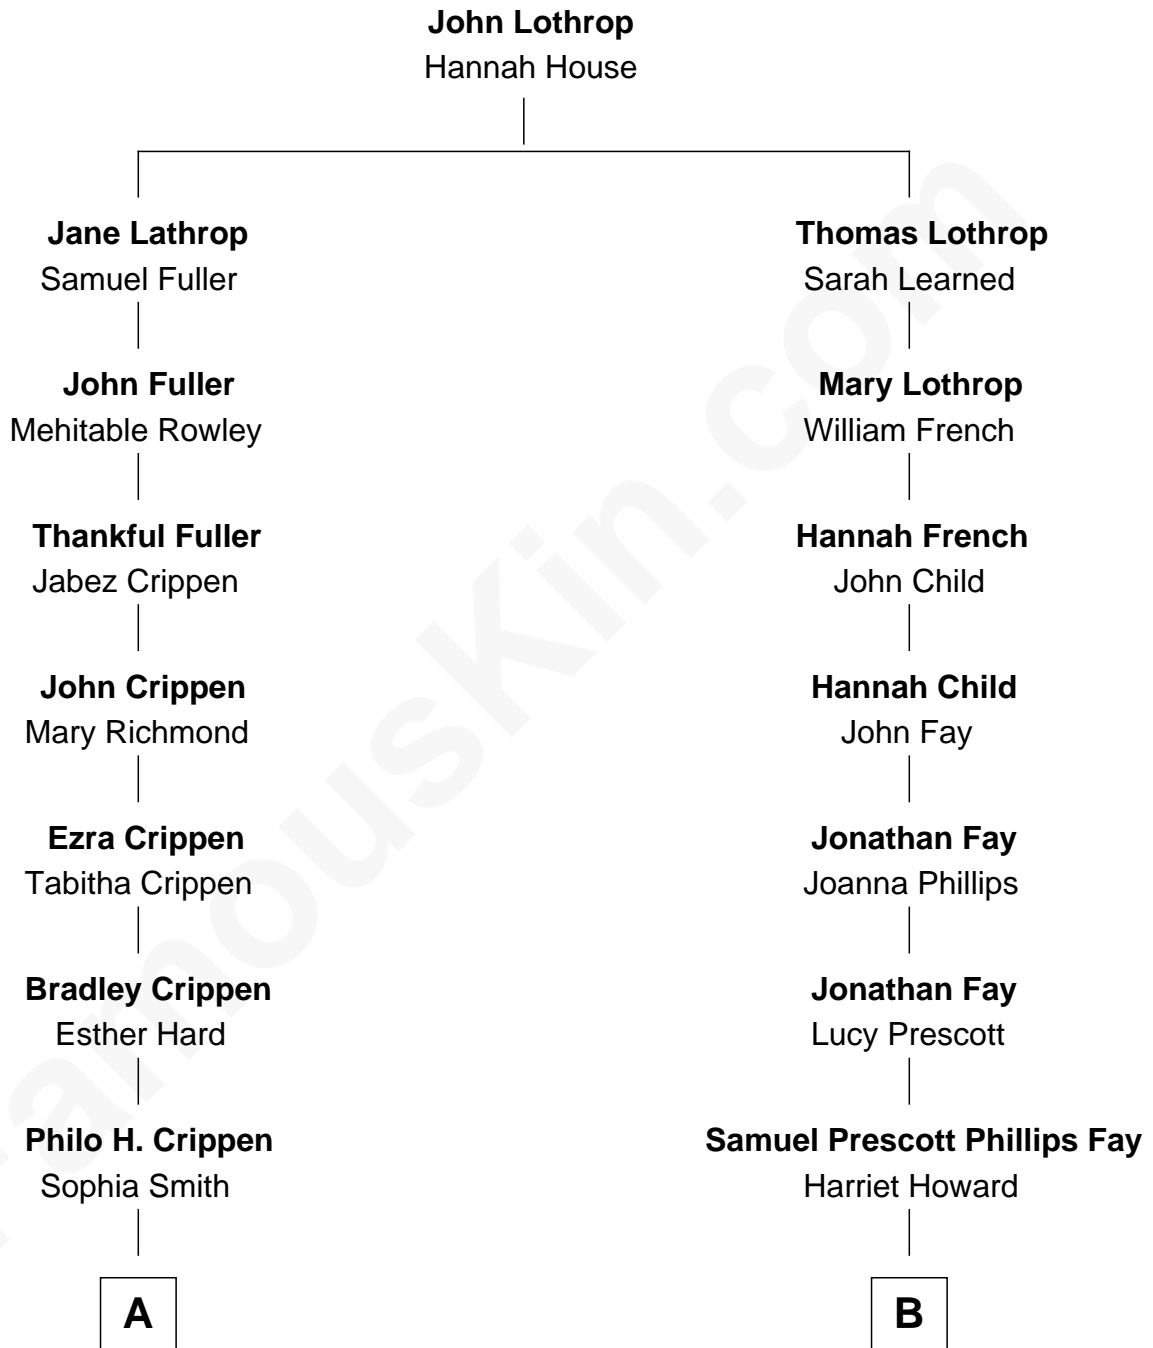 John Lothrop
Hannah House
Jane Lathrop
Samuel Fuller
Thomas Lothrop
Sarah Learned
John Fuller
Mehitable Rowley
Mary Lothrop
William French
Thankful Fuller
Jabez Crippen
Hannah French
John Child
John Crippen
Mary Richmond
Hannah Child
John Fay
Ezra Crippen
Tabitha Crippen
Jonathan Fay
Joanna Phillips
Bradley Crippen
Esther Hard
Jonathan Fay
Lucy Prescott
Philo H. Crippen
Sophia Smith
Samuel Prescott Phillips Fay
Harriet Howard
A
B
FamousKin.com